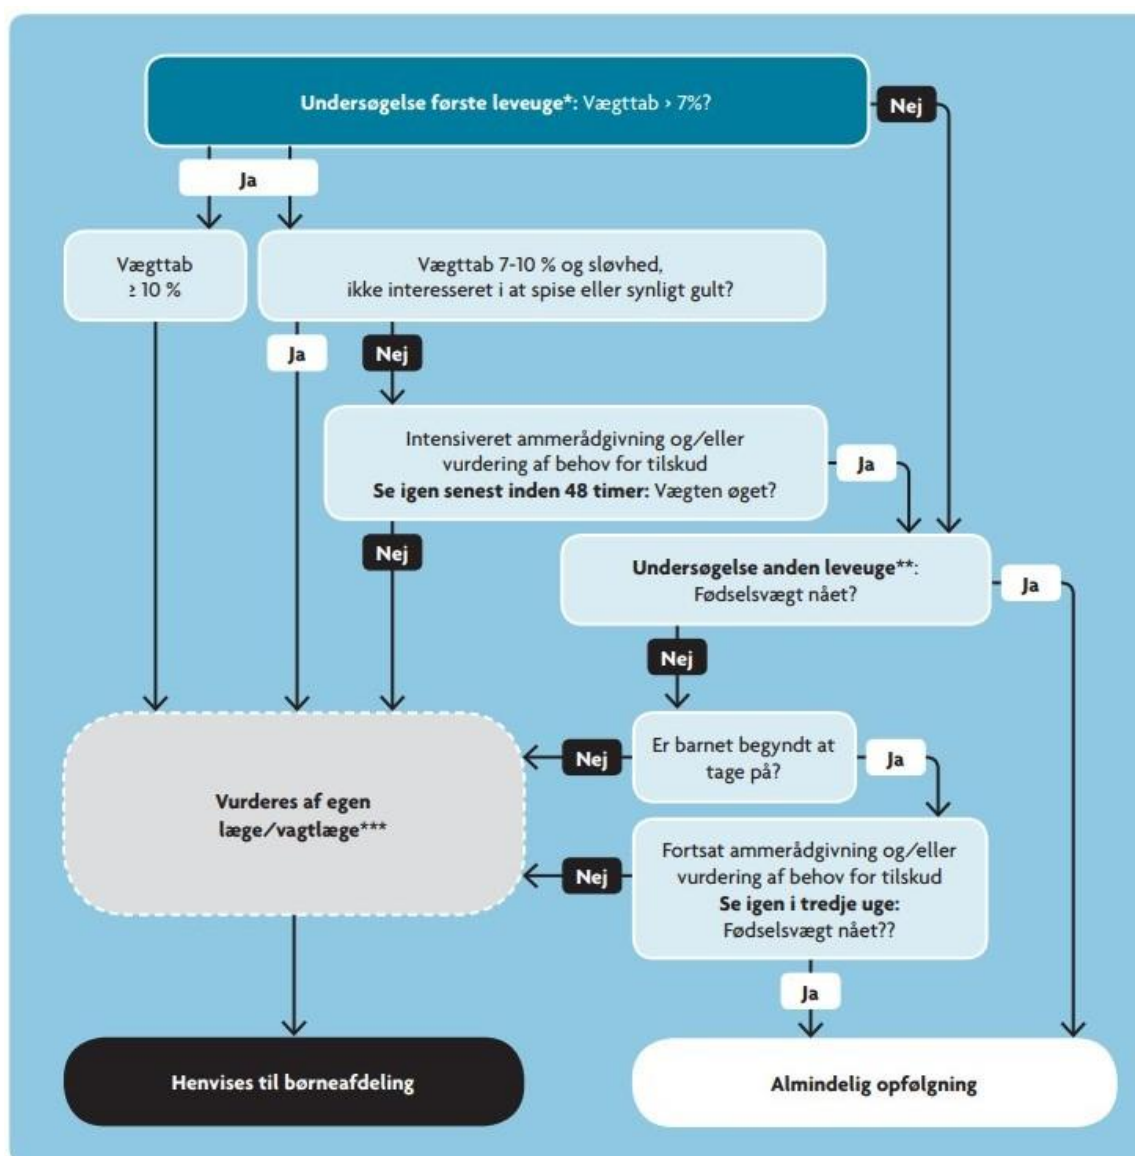 Undersøgelse første leveuge*: Vægttab > 7%?
Nej
Ja
Vægttab
≥ 10 %
Vægttab 7-10 % og sløvhed,
ikke interesseret i at spise eller synligt gult?
Ja
Nej
Intensiveret ammerådgivning og/eller
vurdering af behov for tilskud
Se igen senest inden 48 timer: Vægten øget?
Ja
Nej
Undersøgelse anden leveuge**:
Fødselsvægt nået?
Ja
Nej
Er barnet begyndt at
tage på?
Nej
Ja
Vurderes af egen
læge/vagtlæge***
Fortsat ammerådgivning og/eller
vurdering af behov for tilskud
Se igen i tredje uge:
Fødselsvægt nået??
Nej
Ja
Henvises til børneafdeling
Almindelig opfølgning